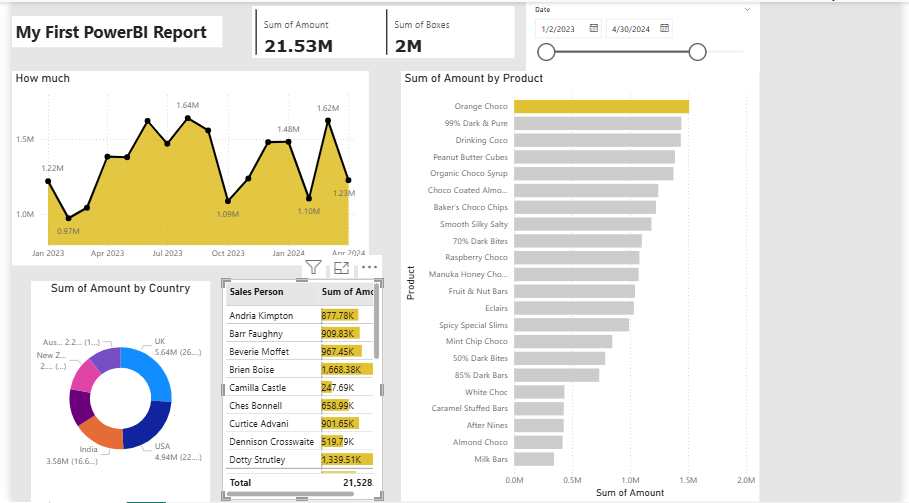 My First PowerBI Report
Sum of Amount
21.53M
Sum of Boxes
2M
Date
1/2/2023
4/30/2024
How much
1.5M
1.0M
1.22M
0.97M
1.64M
1.09M
1.48M
1.10M
1.62M
1.23M
Jan 2023
Apr 2023
Jul 2023
Oct 2023
Jan 2024
Apr 2024
Sum of Amount by Country
Aus... 2.2... (1...)
New Z...
2.... (...)
UK
5.64M (26....)
India
3.58M (16.6...)
USA
4.94M (22....)
Sales Person Sum of Amo
Andria Kimpton 877.78K
Barr Faughny 909.83K
Beverie Moffet 967.45K
Brien Boise 1,668.38K
Camilla Castle 247.69K
Ches Bonnell 658.99K
Curtice Advani 901.65K
Dennison Crosswaite 519.79K
Dotty Strutley 1,339.51K
Total 21,528.
Sum of Amount by Product
Product
Orange Choco
99% Dark & Pure
Drinking Coco
Peanut Butter Cubes
Organic Choco Syrup
Choco Coated Almo...
Baker's Choco Chips
Smooth Silky Salty
70% Dark Bites
Raspberry Choco
Manuka Honey Cho...
Fruit & Nut Bars
Eclairs
Spicy Special Slims
Mint Chip Choco
50% Dark Bites
85% Dark Bars
White Choc
Caramel Stuffed Bars
After Nines
Almond Choco
Milk Bars
0.0M
0.5M
1.0M
1.5M
2.0M
Sum of Amount